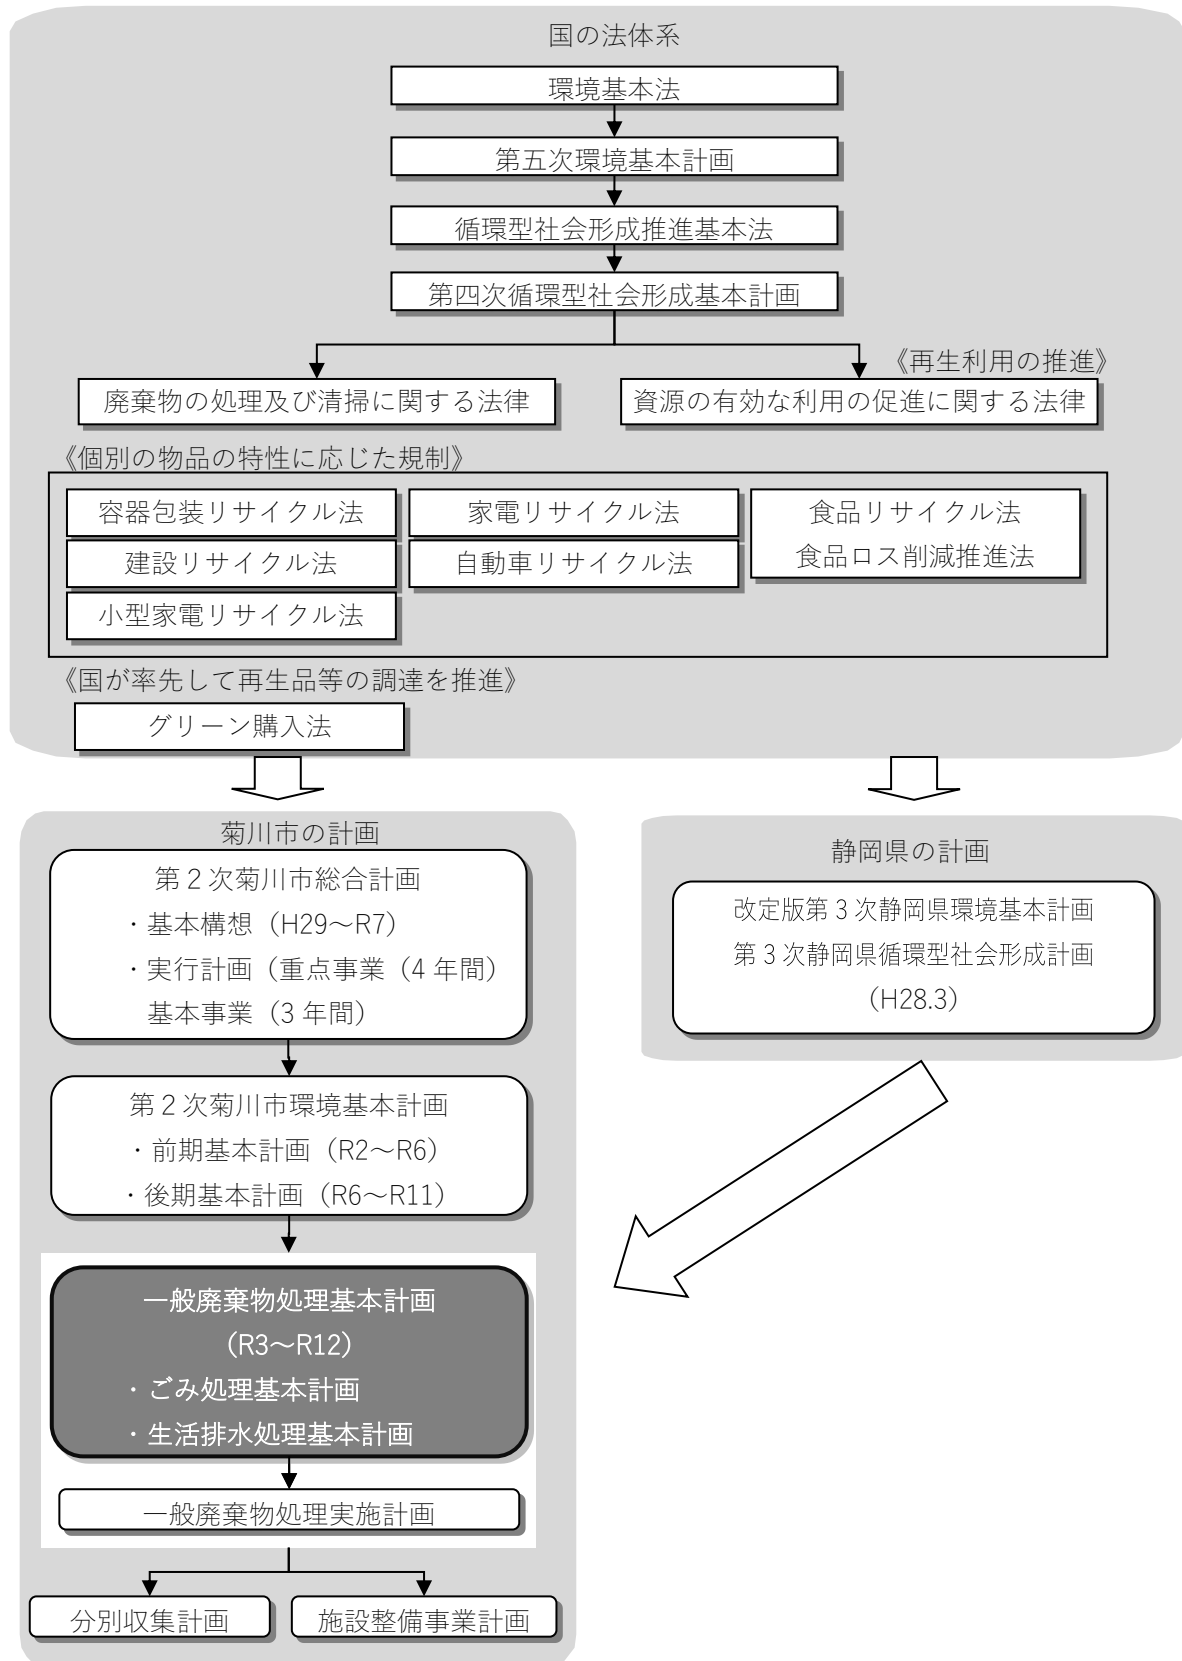 国の法体系
環境基本法
第五次環境基本計画
循環型社会形成推進基本法
第四次循環型社会形成基本計画
《再生利用の推進》
廃棄物の処理及び清掃に関する法律
資源の有効な利用の促進に関する法律
《個別の物品の特性に応じた規制》
容器包装リサイクル法
家電リサイクル法
食品リサイクル法
食品ロス削減推進法
建設リサイクル法
自動車リサイクル法
小型家電リサイクル法
《国が率先して再生品等の調達を推進》
グリーン購入法
菊川市の計画
第２次菊川市総合計画
・基本構想（H29～R7）
・実行計画（重点事業（4 年間）
基本事業（3 年間）
第２次菊川市環境基本計画
・前期基本計画（R2～R6）
・後期基本計画（R6～R11）
一般廃棄物処理基本計画
（R3～R12）
・ごみ処理基本計画
・生活排水処理基本計画
一般廃棄物処理実施計画
分別収集計画
施設整備事業計画
静岡県の計画
改定版第３次静岡県環境基本計画
第３次静岡県循環型社会形成計画
（H28.3）